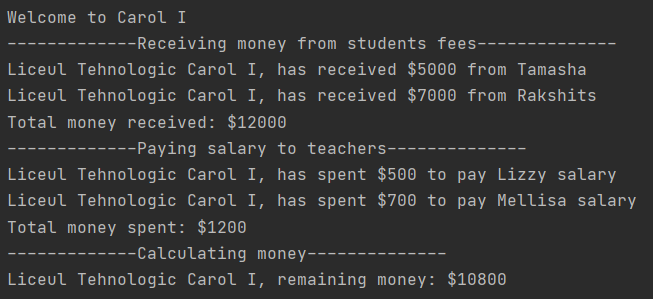 Welcome to Carol I
-------------Receiving money from students fees--------------
Liceul Tehnologic Carol I, has received $5000 from Tamasha
Liceul Tehnologic Carol I, has received $7000 from Rakshits
Total money received: $12000
-------------Paying salary to teachers--------------
Liceul Tehnologic Carol I, has spent $500 to pay Lizzy salary
Liceul Tehnologic Carol I, has spent $700 to pay Mellisa salary
Total money spent: $1200
-------------Calculating money--------------
Liceul Tehnologic Carol I, remaining money: $10800